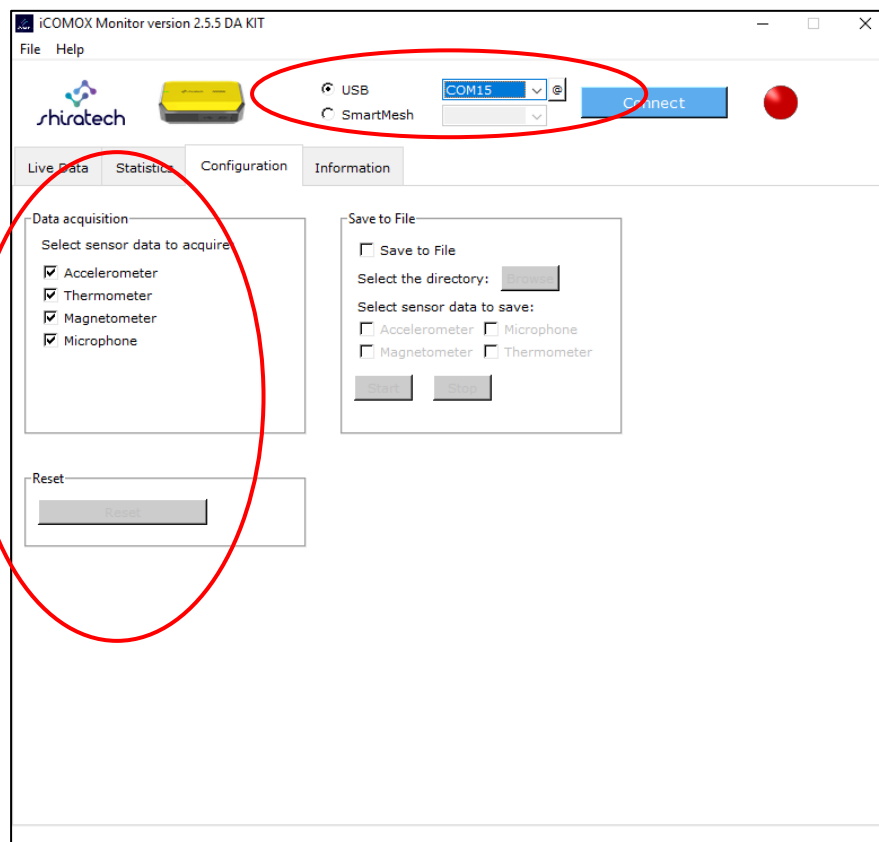 iCOMOX Monitor version 2.5.5 DA KIT
File Help
shiratech
USB COM15 @
SmartMesh
Connect
Live Data Statistics Configuration Information
Data acquisition
Select sensor data to acquire
Accelerometer
Thermometer
Magnetometer
Microphone
Save to File
Save to File
Select the directory: Browse
Select sensor data to save:
Accelerometer Microphone
Magnetometer Thermometer
Start Stop
Reset
Reset